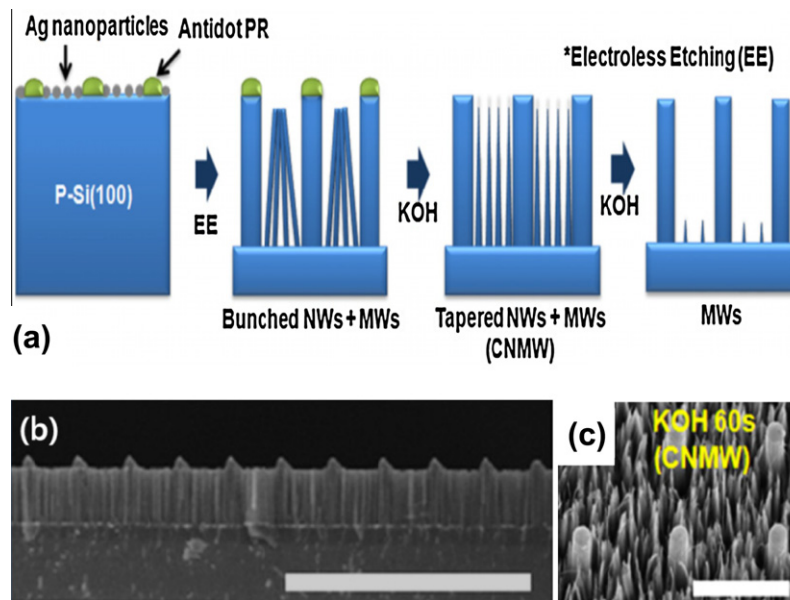 Ag nanoparticles
Antidot PR
*Electroless Etching (EE)
P-Si(100)
EE
KOH
KOH
Bunched NWs + MWs
Tapered NWs + MWs
(CNMW)
MWs
(a)
(b)
(c)
KOH 60s
(CNMW)